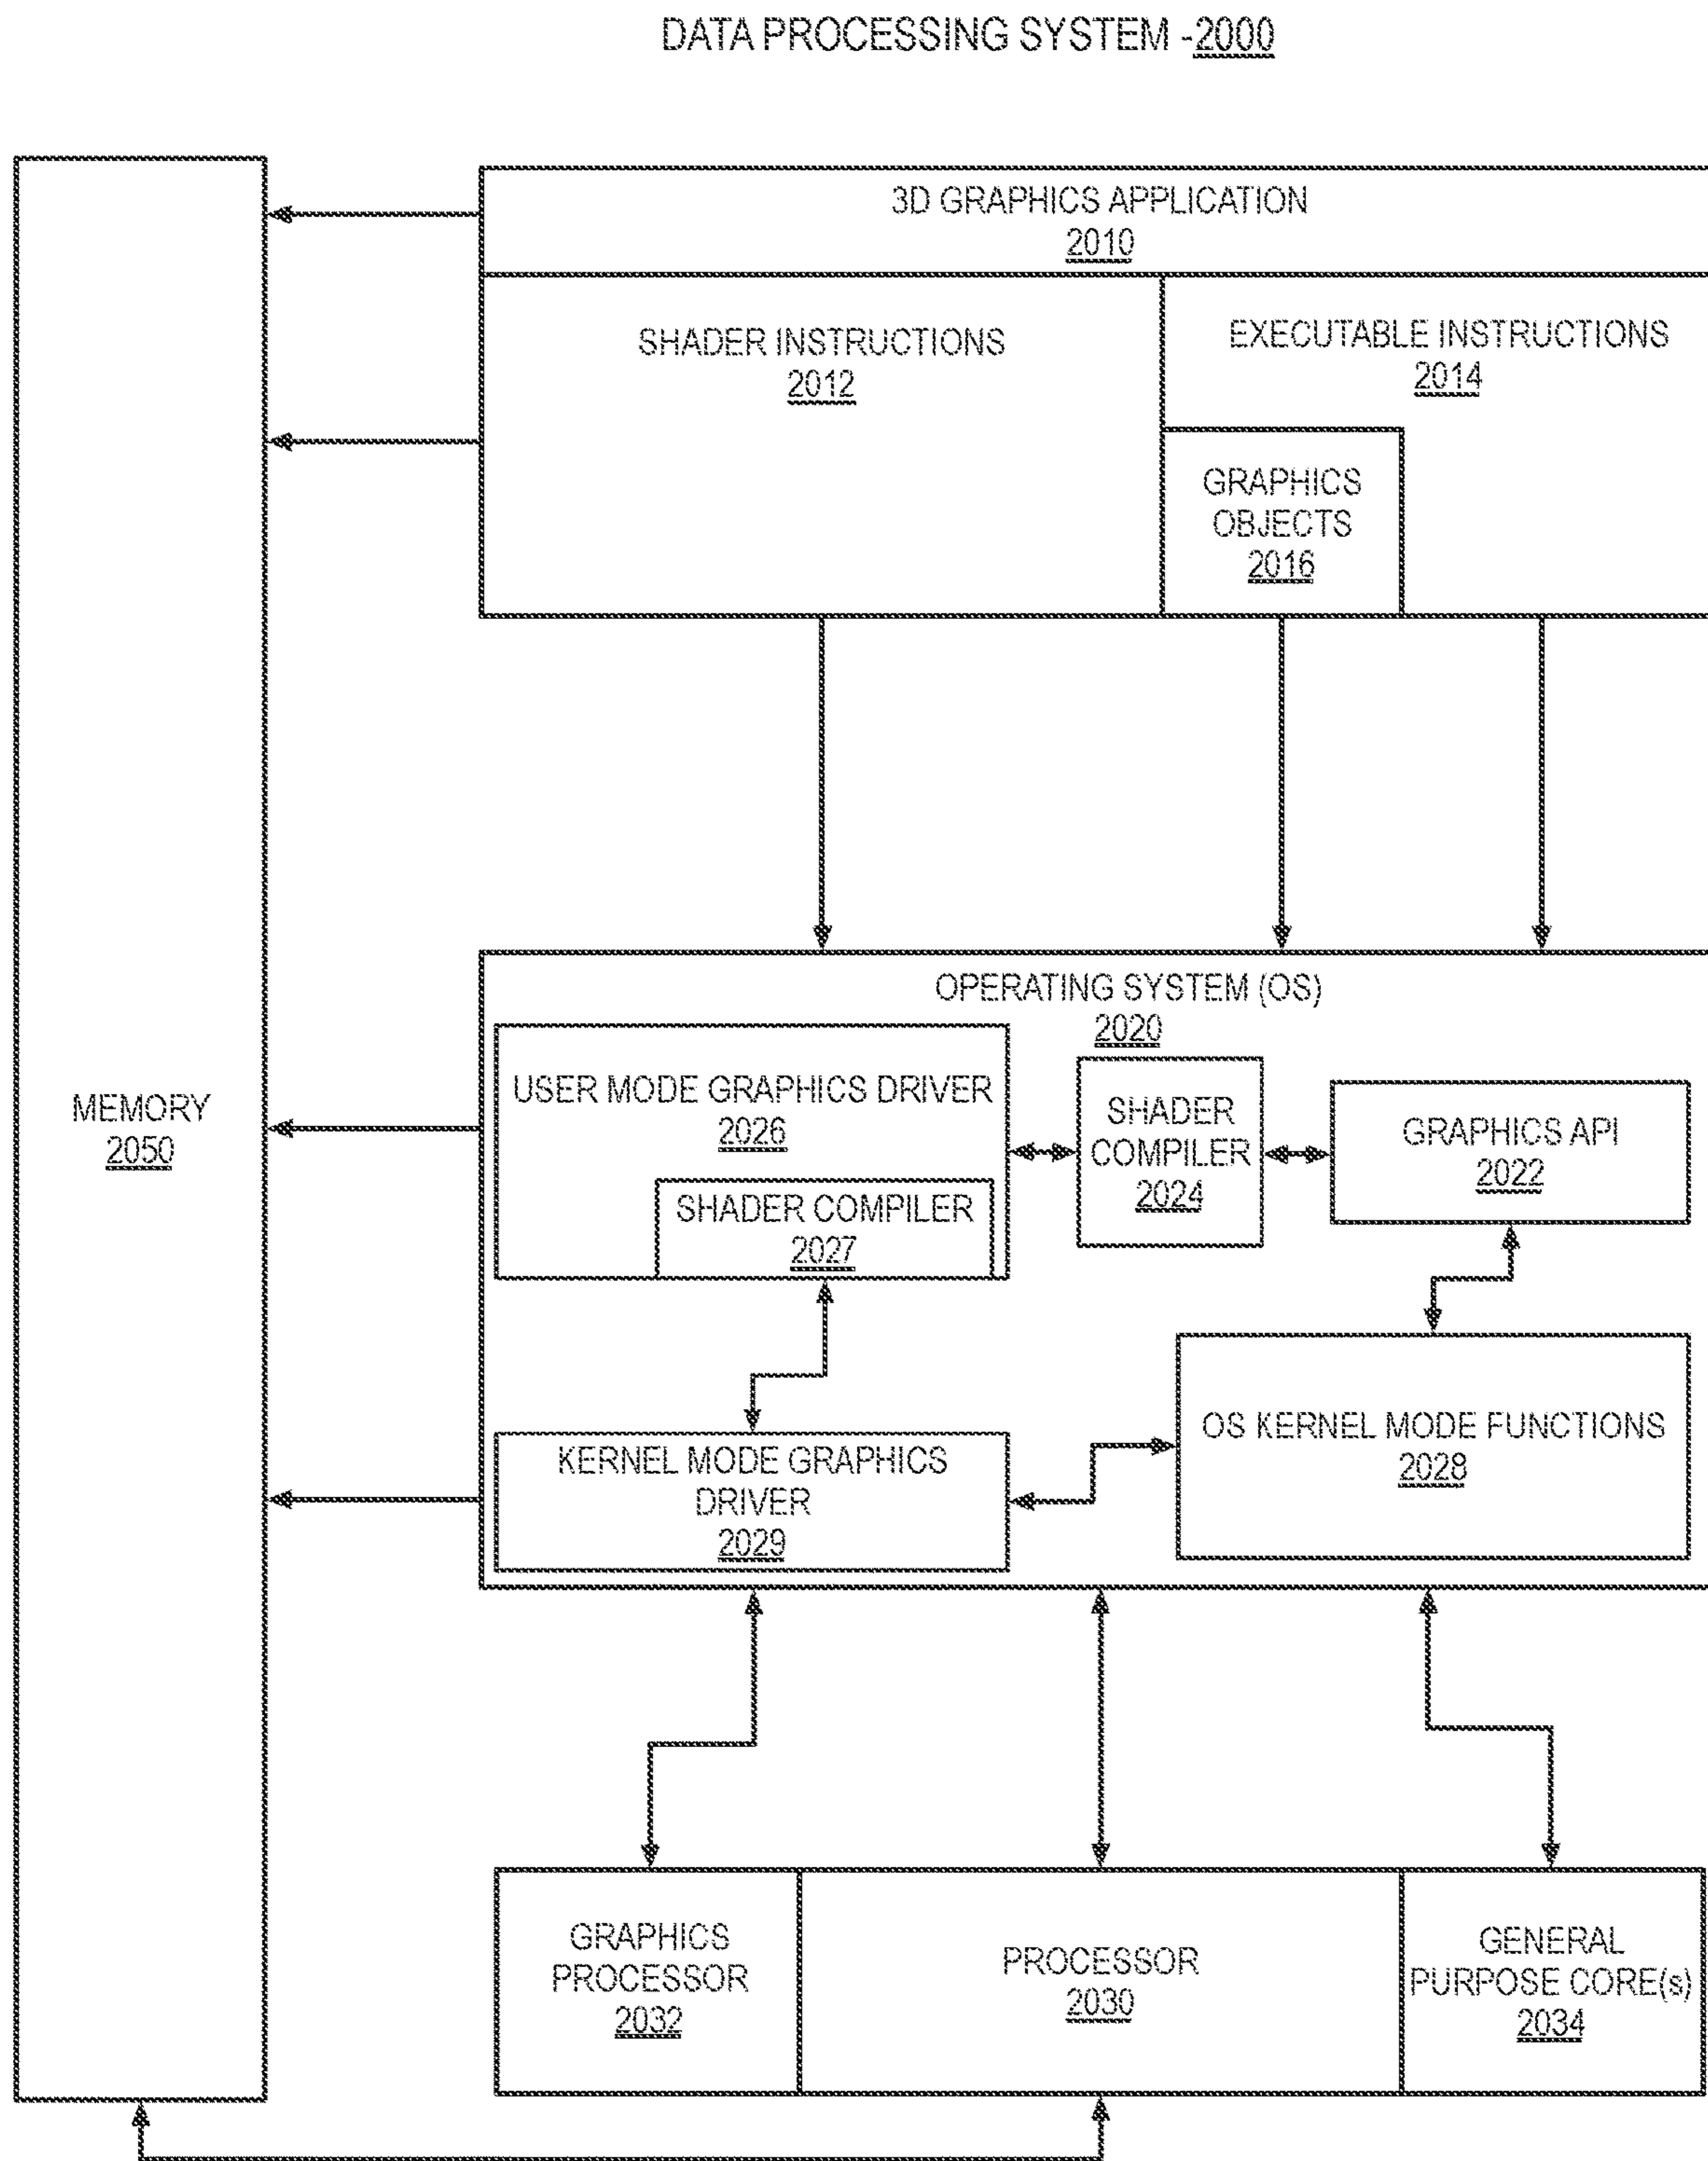 DATA PROCESSING SYSTEM -2000
3D GRAPHICS APPLICATION
2010
SHADER INSTRUCTIONS
2012
EXECUTABLE INSTRUCTIONS
2014
GRAPHICS
OBJECTS
2016
MEMORY
2050
OPERATING SYSTEM (OS)
2020
USER MODE GRAPHICS DRIVER
2026
SHADER COMPILER
2027
SHADER
COMPILER
2024
GRAPHICS API
2022
KERNEL MODE GRAPHICS
DRIVER
2029
OS KERNEL MODE FUNCTIONS
2028
GRAPHICS
PROCESSOR
2032
PROCESSOR
2030
GENERAL
PURPOSE CORE(s)
2034